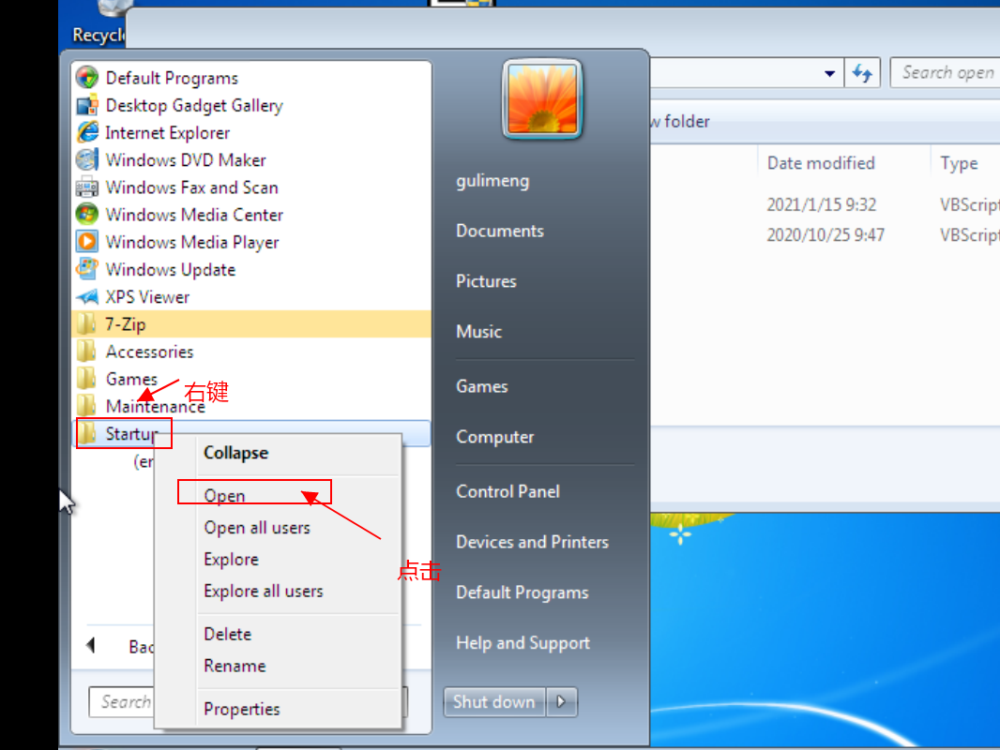 Recycl
Default Programs
Desktop Gadget Gallery
Internet Explorer
Windows DVD Maker
Windows Fax and Scan
Windows Media Center
Windows Media Player
Windows Update
XPS Viewer
7-Zip
Accessories
Games
右键
Maintenance
Startup
(em
Collapse
Open
Open all users
Explore
Explore all users
Delete
Rename
Properties
点击
Bac
Search
gulimeng
Documents
Pictures
Music
Games
Computer
Control Panel
Devices and Printers
Default Programs
Help and Support
Shut down
Search open
w folder
Date modified
Type
2021/1/15 9:32
VBScript
2020/10/25 9:47
VBScript